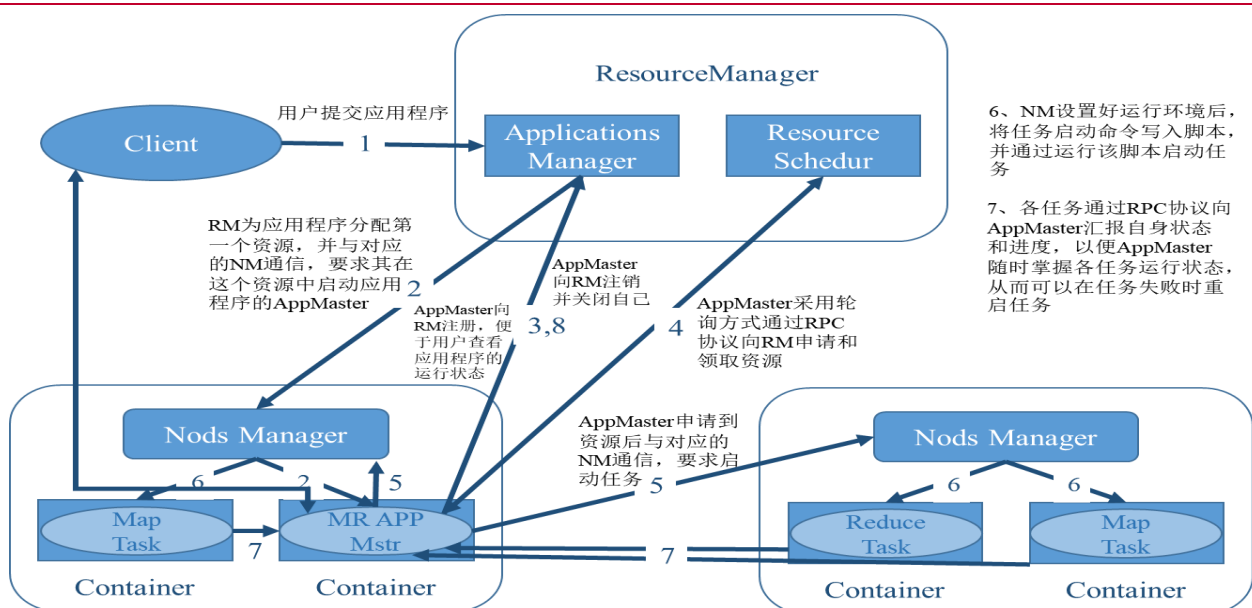 ResourceManager
用户提交应用程序
1
Client
Applications
Manager
Resource
Schedur
6、NM设置好运行环境后，
将任务启动命令写入脚本，
并通过运行该脚本启动任
务
7、各任务通过RPC协议向
AppMaster汇报自身状态
和进度，以便AppMaster
随时掌握各任务运行状态，
从而可以在任务失败时重
启任务
RM为应用程序分配第
一个资源，并与对应
的NM通信，要求其在
这个资源中启动应用
程序的AppMaster
2
AppMaster向
RM注册，便
于用户查看
应用程序的
运行状态
AppMaster
向RM注销
并关闭自己
3,8
4
AppMaster采用轮
询方式通过RPC
协议向RM申请和
领取资源
AppMaster申请到
资源后与对应的
NM通信，要求启
动任务
5
Nods Manager
6
2
5
Map
Task
7
MR APP
Mstr
Container
Container
7
Nods Manager
6
6
Reduce
Task
Map
Task
Container
Container